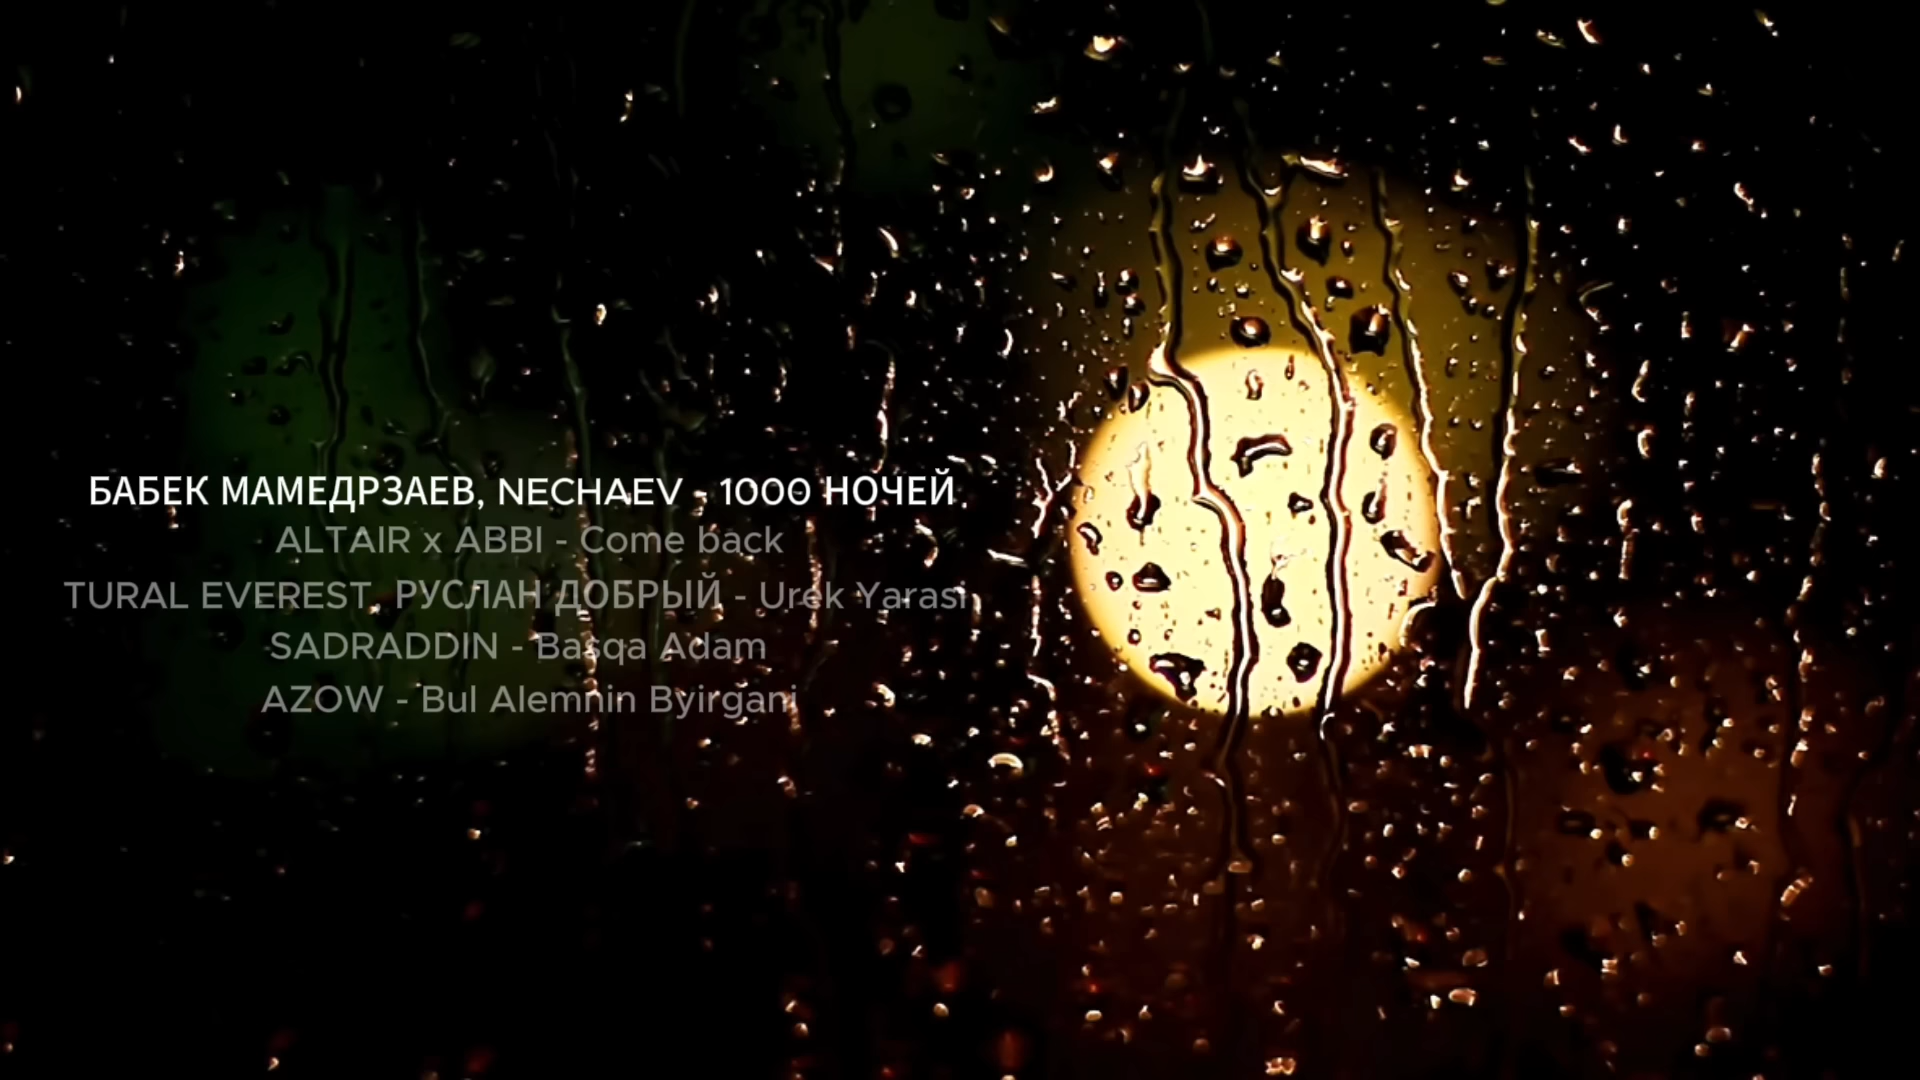 БАБЕК МАМЕДРЗАЕВ, NECHAEV - 1000 НОЧЕЙ
ALTAIR x ABBI - Come back
TURAL EVEREST, РУСЛАН ДОБРЫЙ - Urek Yarasi
SADRADDIN - Basqa Adam
AZOW - Bul Alemnin Byirgani